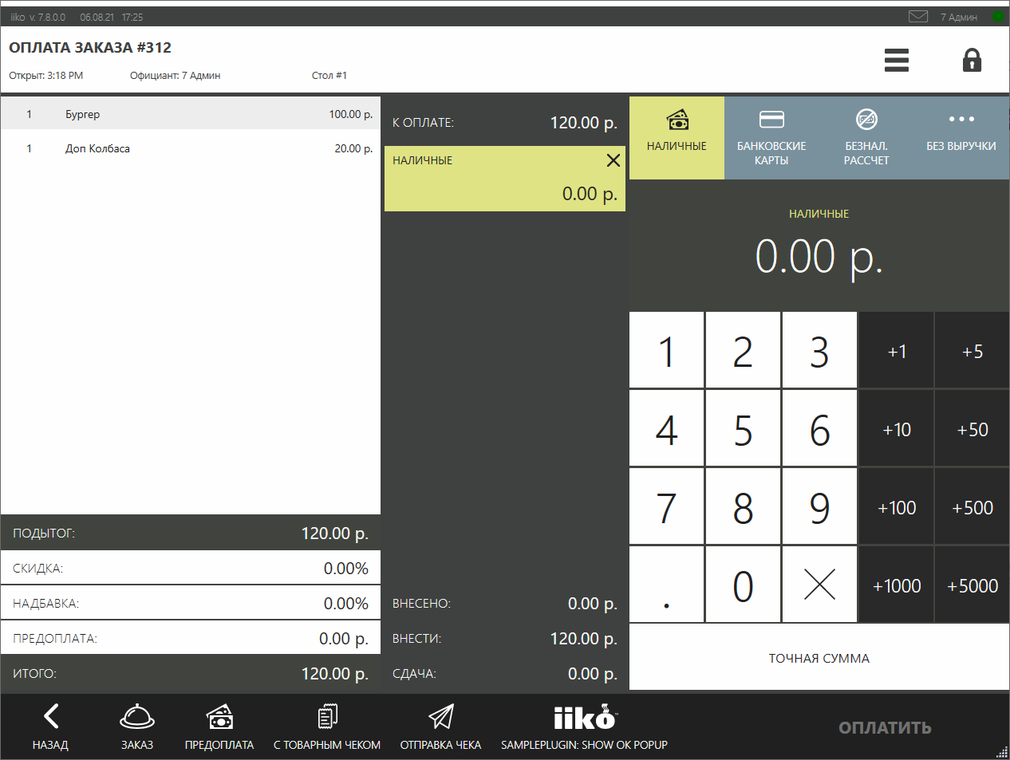 iiko v. 7.8.0.0 06.08.21 17:25 7 Админ
ОПЛАТА ЗАКАЗА #312
Открыт: 3:18 PM Официант: 7 Админ Стол #1
1 Бургер 100.00 р.
1 Доп Колбаса 20.00 р.
ПОДЫТОГ: 120.00 р.
СКИДКА: 0.00%
НАДБАВКА: 0.00%
ПРЕДОПЛАТА: 0.00 р.
ИТОГО: 120.00 р.
К ОПЛАТЕ: 120.00 р.
НАЛИЧНЫЕ
0.00 р.
ВНЕСЕНО: 0.00 р.
ВНЕСТИ: 120.00 р.
СДАЧА: 0.00 р.
НАЛИЧНЫЕ
БАНКОВСКИЕ
КАРТЫ
БЕЗНАЛ.
РАССЧЕТ
БЕЗ ВЫРУЧКИ
НАЛИЧНЫЕ
0.00 р.
1 2 3 +1 +5
4 5 6 +10 +50
7 8 9 +100 +500
. 0 +1000 +5000
ТОЧНАЯ СУММА
НАЗАД
ЗАКАЗ
ПРЕДОПЛАТА
С ТОВАРНЫМ ЧЕКОМ
ОТПРАВКА ЧЕКА
iiko
SAMPLEPLUGIN: SHOW OK POPUP
ОПЛАТИТЬ